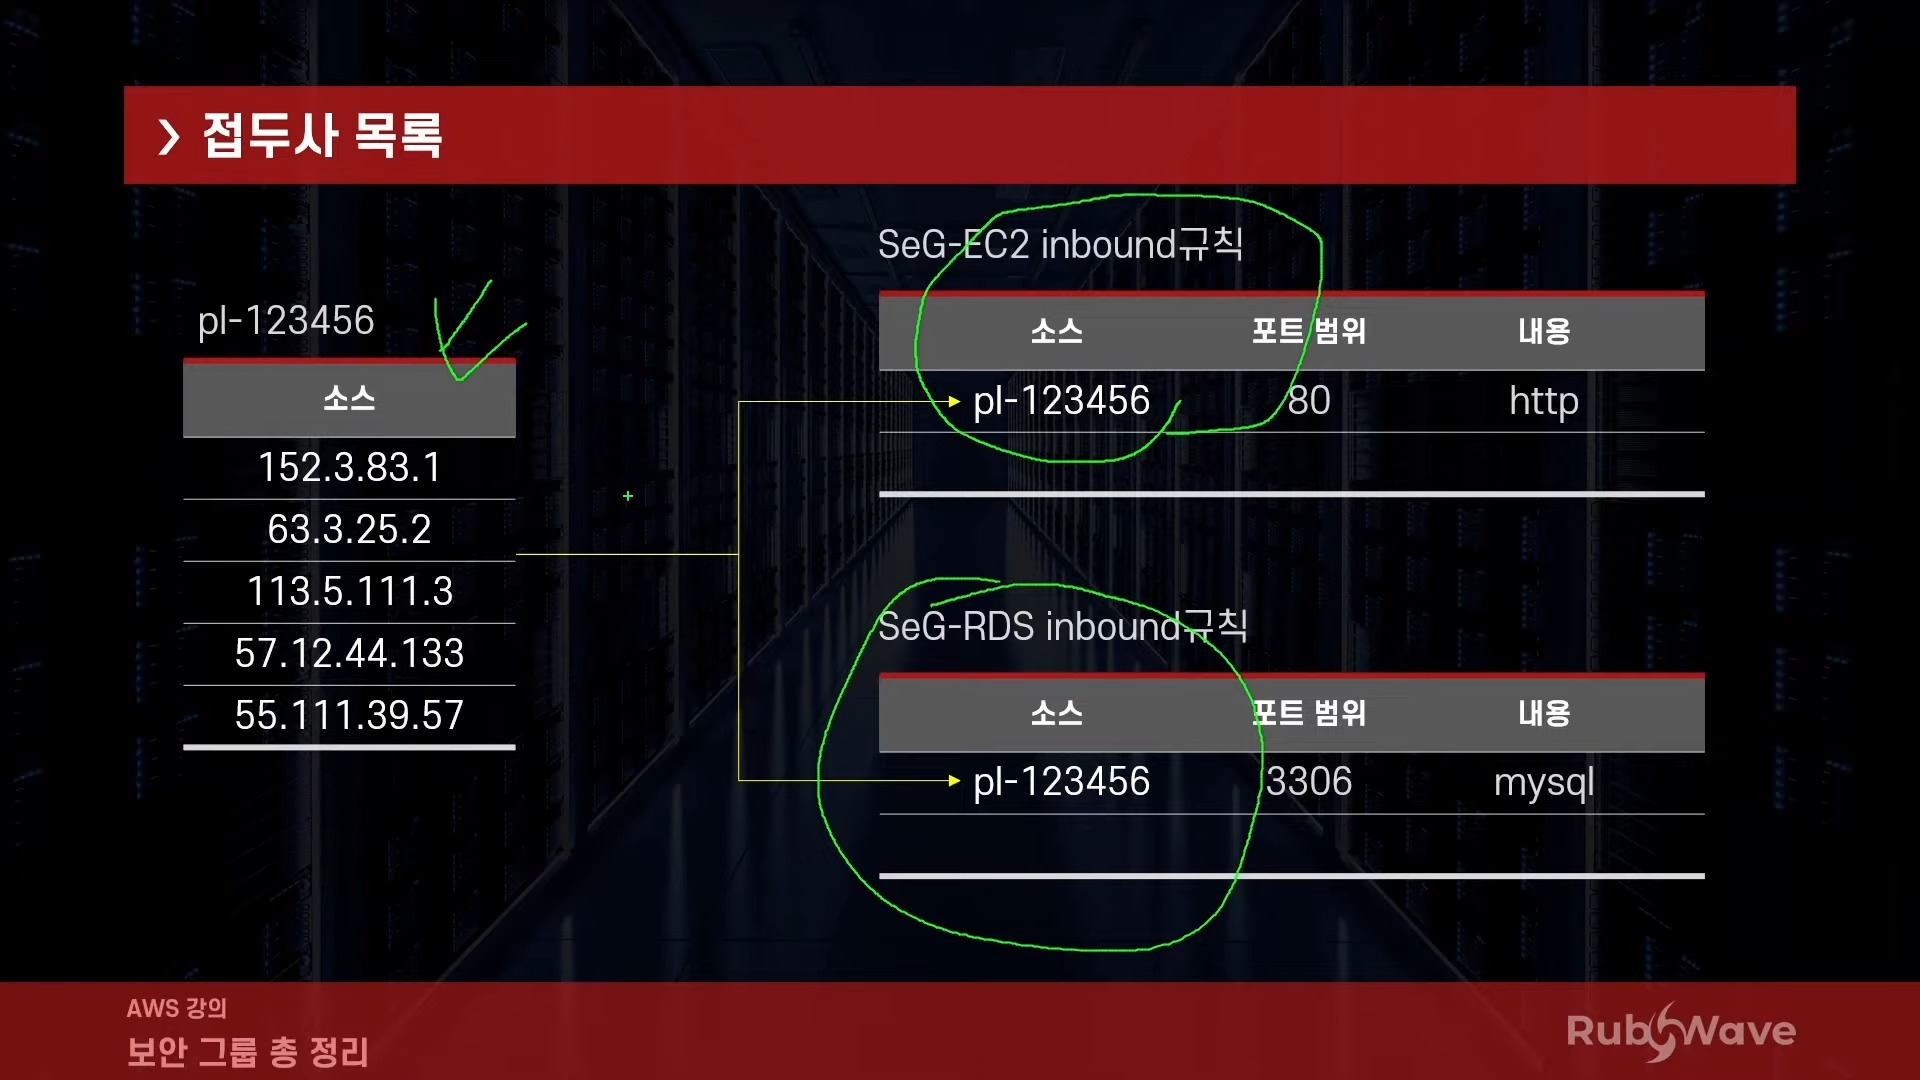 접두사 목록
pl-123456
소스
152.3.83.1
63.3.25.2
113.5.111.3
57.12.44.133
55.111.39.57
SeG-EC2 inbound규칙
소스 포트 범위 내용
pl-123456 80 http
SeG-RDS inbound규칙
소스 포트 범위 내용
pl-123456 3306 mysql
AWS 강의
보안 그룹 총 정리
RubyWave